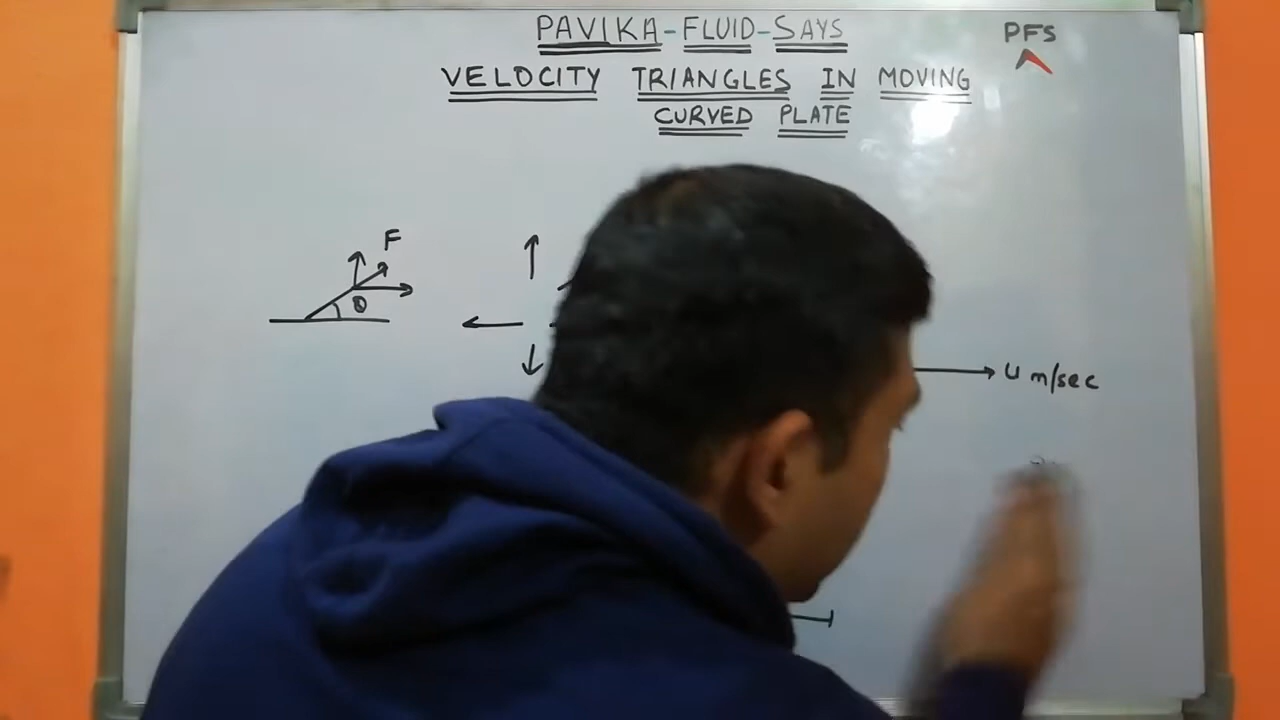 PAVIKA-FLUID-SAYS
PFS
VELOCITY TRIANGLES IN MOVING
CURVED PLATE
F
θ
u m/sec